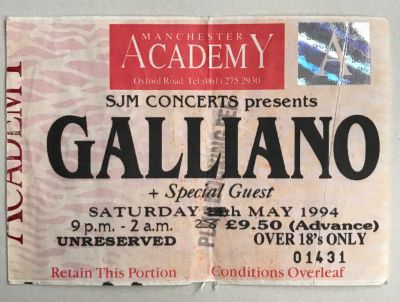 MANCHESTER
ACADEMY
Oxford Road. Tel:(061) 275 2930
SJM CONCERTS presents
GALLIANO
+ Special Guest
SATURDAY MAY 1994
9 p.m. - 2 a.m. £9.50 (Advance)
UNRESERVED OVER 18's ONLY
01431
Retain This Portion Conditions Overleaf
ACADEMY